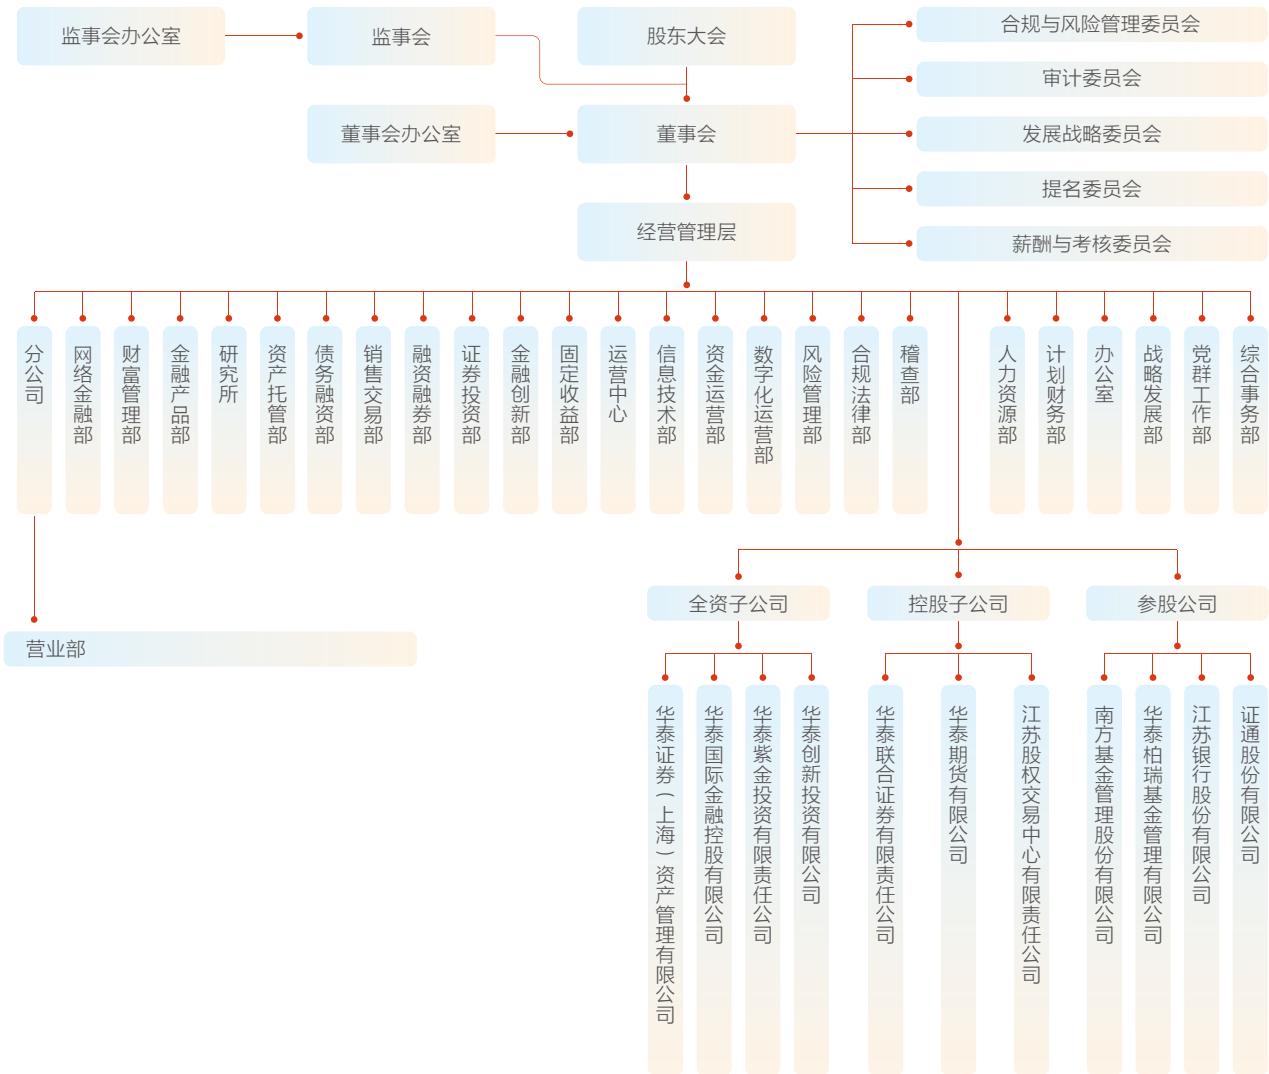 监事会办公室
监事会
股东大会
合规与风险管理委员会
审计委员会
董事会办公室
董事会
发展战略委员会
提名委员会
经营管理层
薪酬与考核委员会
分公司
网络金融部
财富管理部
金融产品部
研究所
资产托管部
债务融资部
销售交易部
融资融券部
证券投资部
金融创新部
固定收益部
运营中心
信息技术部
资金运营部
数字化运营部
风险管理部
合规法律部
稽查部
人力资源部
计划财务部
办公室
战略发展部
党群工作部
综合事务部
全资子公司
控股子公司
参股公司
营业部
华泰证券(上海)资产管理有限公司
华泰国际金融控股有限公司
华泰紫金投资有限责任公司
华泰创新投资有限公司
华泰联合证券有限责任公司
华泰期货有限公司
江苏股权交易中心有限责任公司
南方基金管理股份有限公司
华泰柏瑞基金管理有限公司
江苏银行股份有限公司
证通股份有限公司